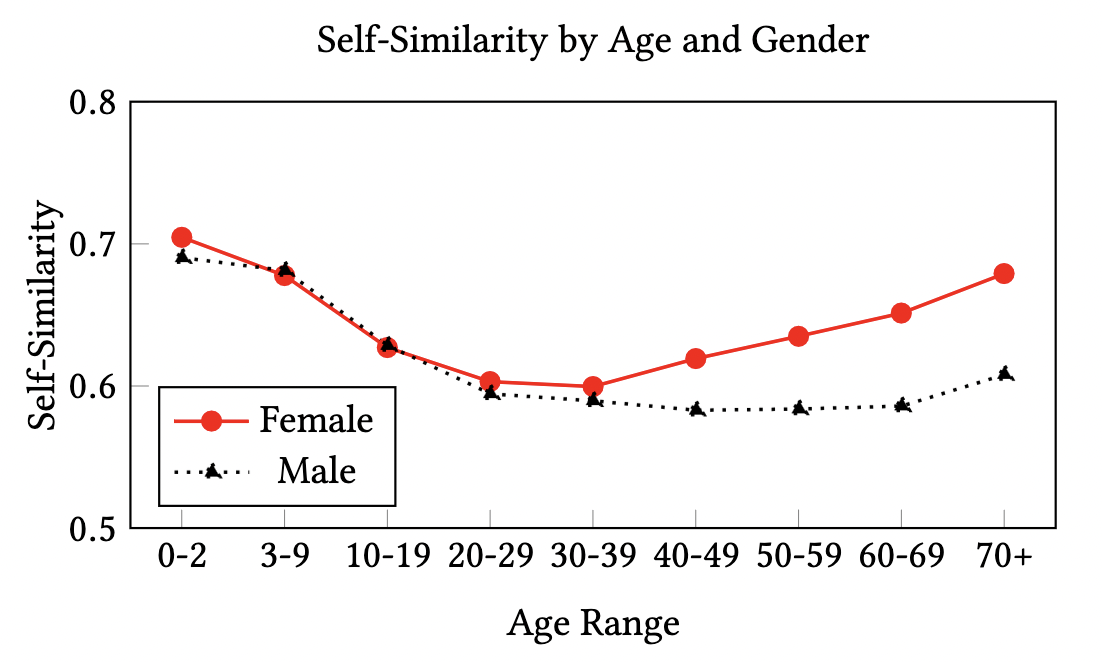 Self-Similarity by Age and Gender
0.8
0.7
0.6
0.5
Self-Similarity
Female
Male
0-2 3-9 10-19 20-29 30-39 40-49 50-59 60-69 70+
Age Range